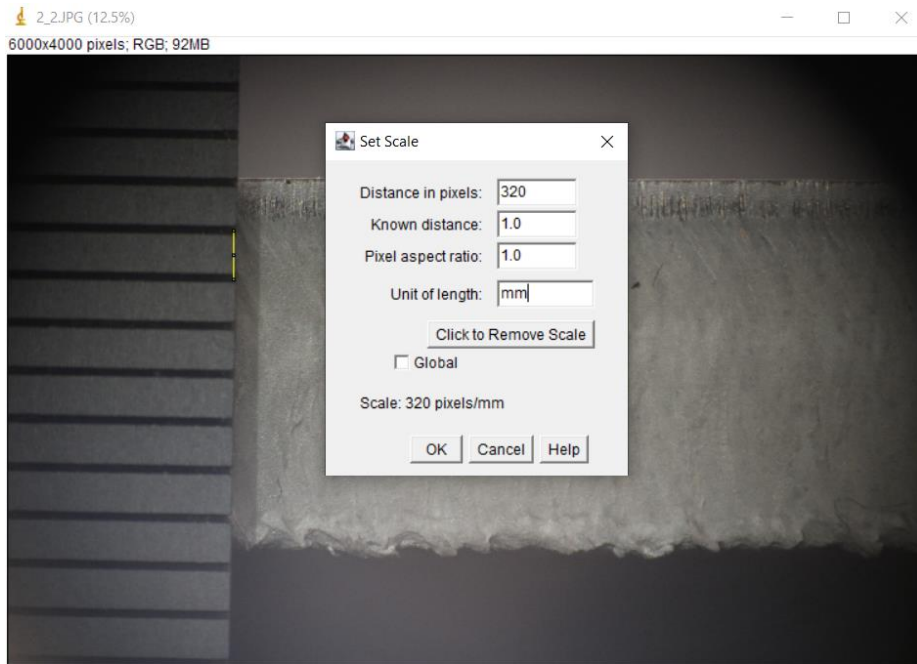 2_2.JPG (12.5%)
6000x4000 pixels; RGB; 92MB
Set Scale
Distance in pixels: 320
Known distance: 1.0
Pixel aspect ratio: 1.0
Unit of length: mm
Click to Remove Scale
Global
Scale: 320 pixels/mm
OK Cancel Help